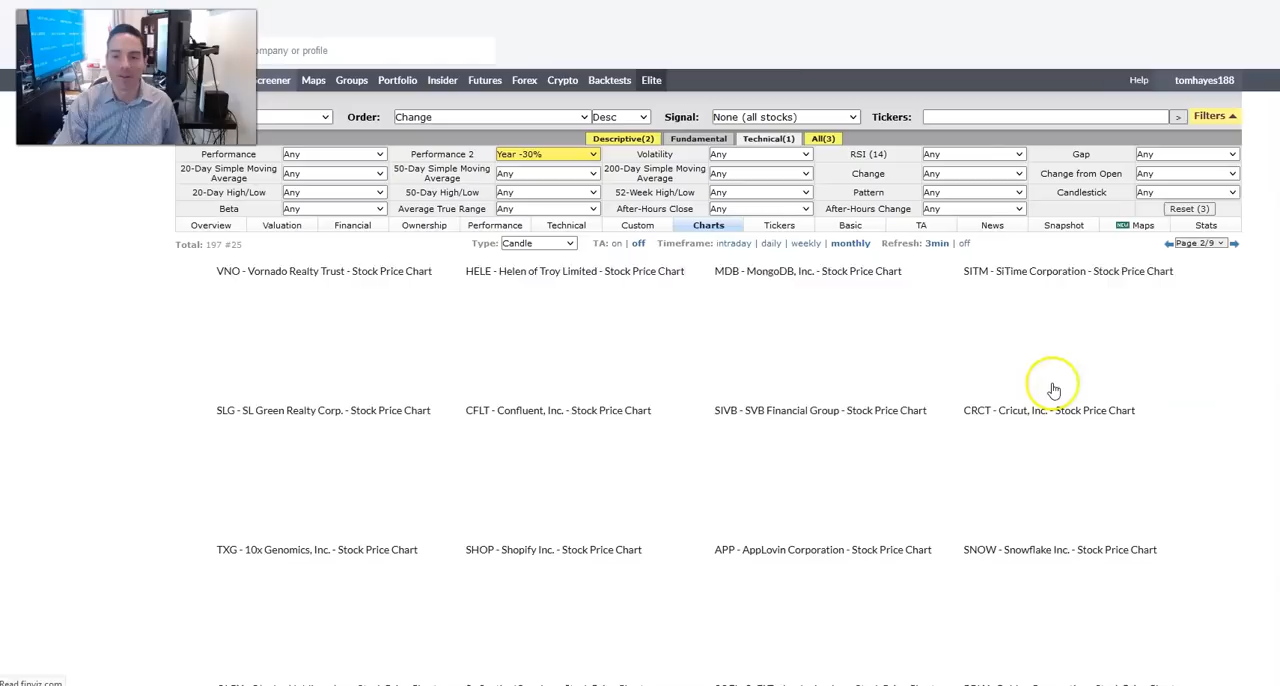 ompany or profile
creener Maps Groups Portfolio Insider Futures Forex Crypto Backtests Elite Help tomhayes188
Order: Change Desc Signal: None (all stocks) Tickers: > Filters
Descriptive(2) Fundamental Technical(1) All(3)
Performance Any Performance 2 Year -30% Volatility Any RSI (14) Any Gap Any
20-Day Simple Moving Average Any 50-Day Simple Moving Average Any 200-Day Simple Moving Average Any Change Any Change from Open Any
20-Day High/Low Any 50-Day High/Low Any 52-Week High/Low Any Pattern Any Candlestick Any
Beta Any Average True Range Any After-Hours Close Any After-Hours Change Any Reset (3)
Overview Valuation Financial Ownership Performance Technical Custom Charts Tickers Basic TA News Snapshot NEW Maps Stats
Total: 197 #25 Type: Candle TA: on | off Timeframe: intraday | daily | weekly | monthly Refresh: 3min | off Page 2/9
VNO - Vornado Realty Trust - Stock Price Chart HELE - Helen of Troy Limited - Stock Price Chart MDB - MongoDB, Inc. - Stock Price Chart SITM - SiTime Corporation - Stock Price Chart
SLG - SL Green Realty Corp. - Stock Price Chart CFLT - Confluent, Inc. - Stock Price Chart SIVB - SVB Financial Group - Stock Price Chart CRCT - Cricut, Inc. - Stock Price Chart
TXG - 10x Genomics, Inc. - Stock Price Chart SHOP - Shopify Inc. - Stock Price Chart APP - AppLovin Corporation - Stock Price Chart SNOW - Snowflake Inc. - Stock Price Chart
Read finviz.com